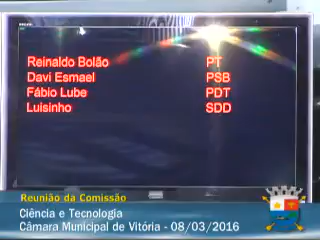 Reinaldo Bolão PT
Davi Esmael PSB
Fábio Lube PDT
Luisinho SDD
Reunião da Comissão
Ciência e Tecnologia
Câmara Municipal de Vitória - 08/03/2016